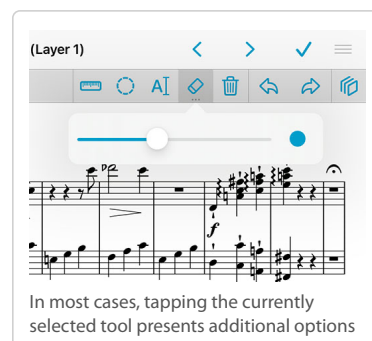 (Layer 1)
A
f
In most cases, tapping the currently
selected tool presents additional options